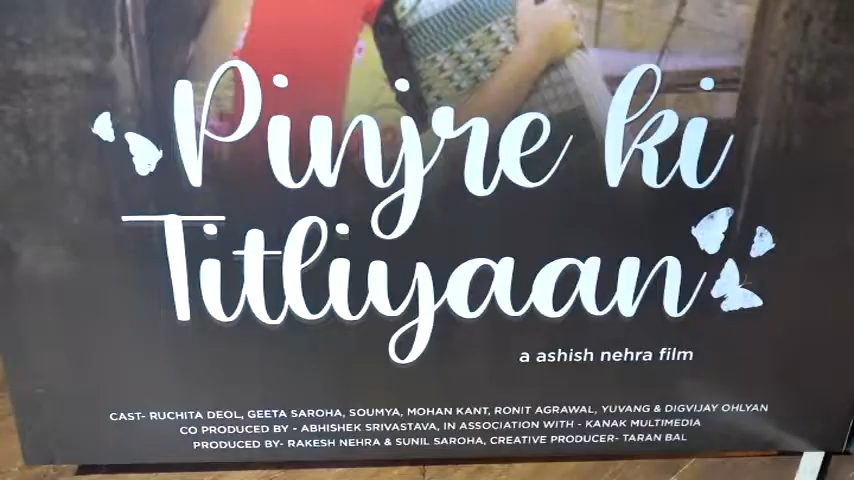 Pinjre ki
Titliyaan
a ashish nehra film
CAST- RUCHITA DEOL, GEETA SAROHA, SOUMYA, MOHAN KANT, RONIT AGRAWAL, YUVANG & DIGVIJAY OHLYAN
CO PRODUCED BY - ABHISHEK SRIVASTAVA, IN ASSOCIATION WITH - KANAK MULTIMEDIA
PRODUCED BY- RAKESH NEHRA & SUNIL SAROHA, CREATIVE PRODUCER- TARAN BAL